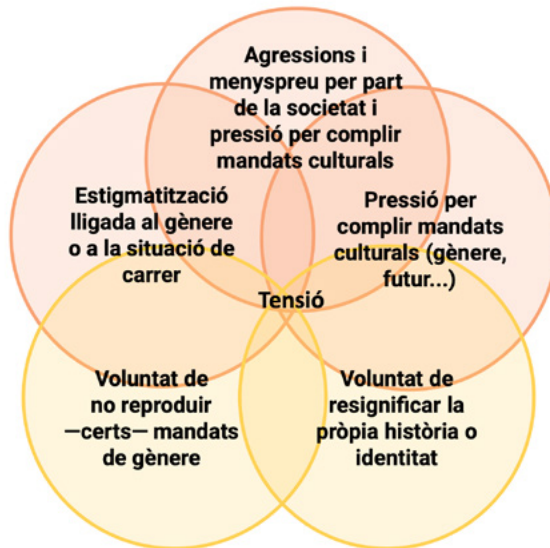 Agressions i
menyspreu per part
de la societat i
pressió per complir
mandats culturals
Estigmatització
lligada al gènere
o a la situació de
carrer
Pressió per
complir mandats
culturals (gènere,
futur...)
Tensió
Voluntat de
no reproduir
—certs— mandats
de gènere
Voluntat de
resignificar la
pròpia història o
identitat